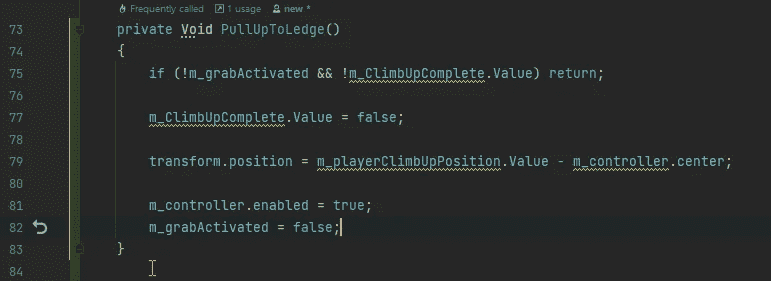 Frequently called 1 usage new *
73 private Void PullUpToLedge()
74 {
75 if (!m_grabActivated && !m_ClimbUpComplete.Value) return;
76
77 m_ClimbUpComplete.Value = false;
78
79 transform.position = m_playerClimbUpPosition.Value - m_controller.center;
80
81 m_controller.enabled = true;
82 m_grabActivated = false;
83 }
84